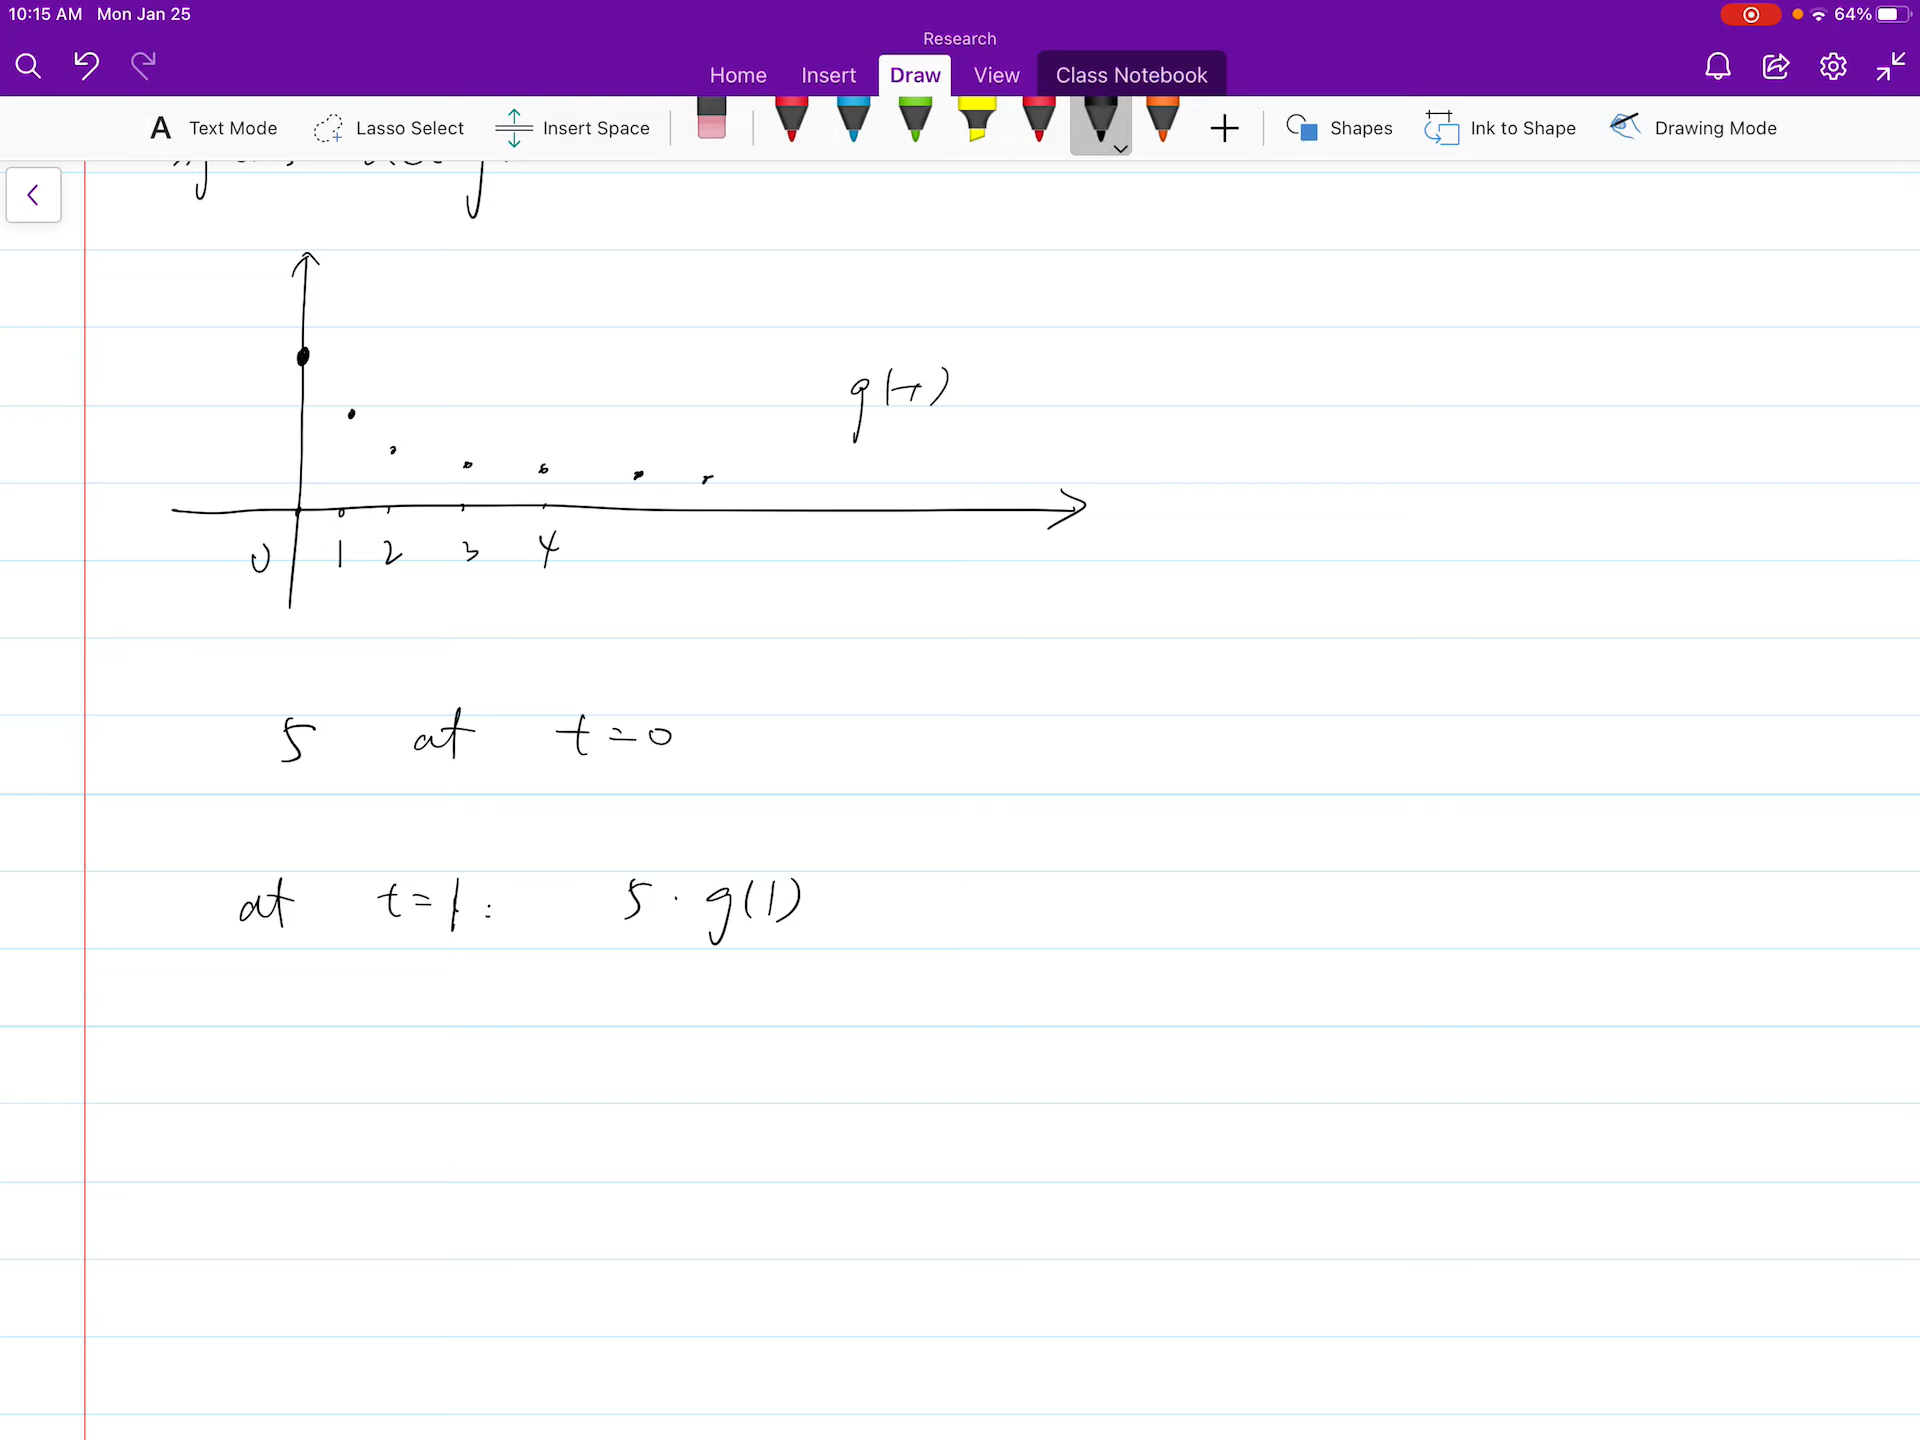 10:15 AM Mon Jan 25
64%
Research
Home Insert Draw View Class Notebook
A Text Mode Lasso Select Insert Space Shapes Ink to Shape Drawing Mode
g(t)
0 1 2 3 4
5 at t=0
at t=1: 5 · g(1)